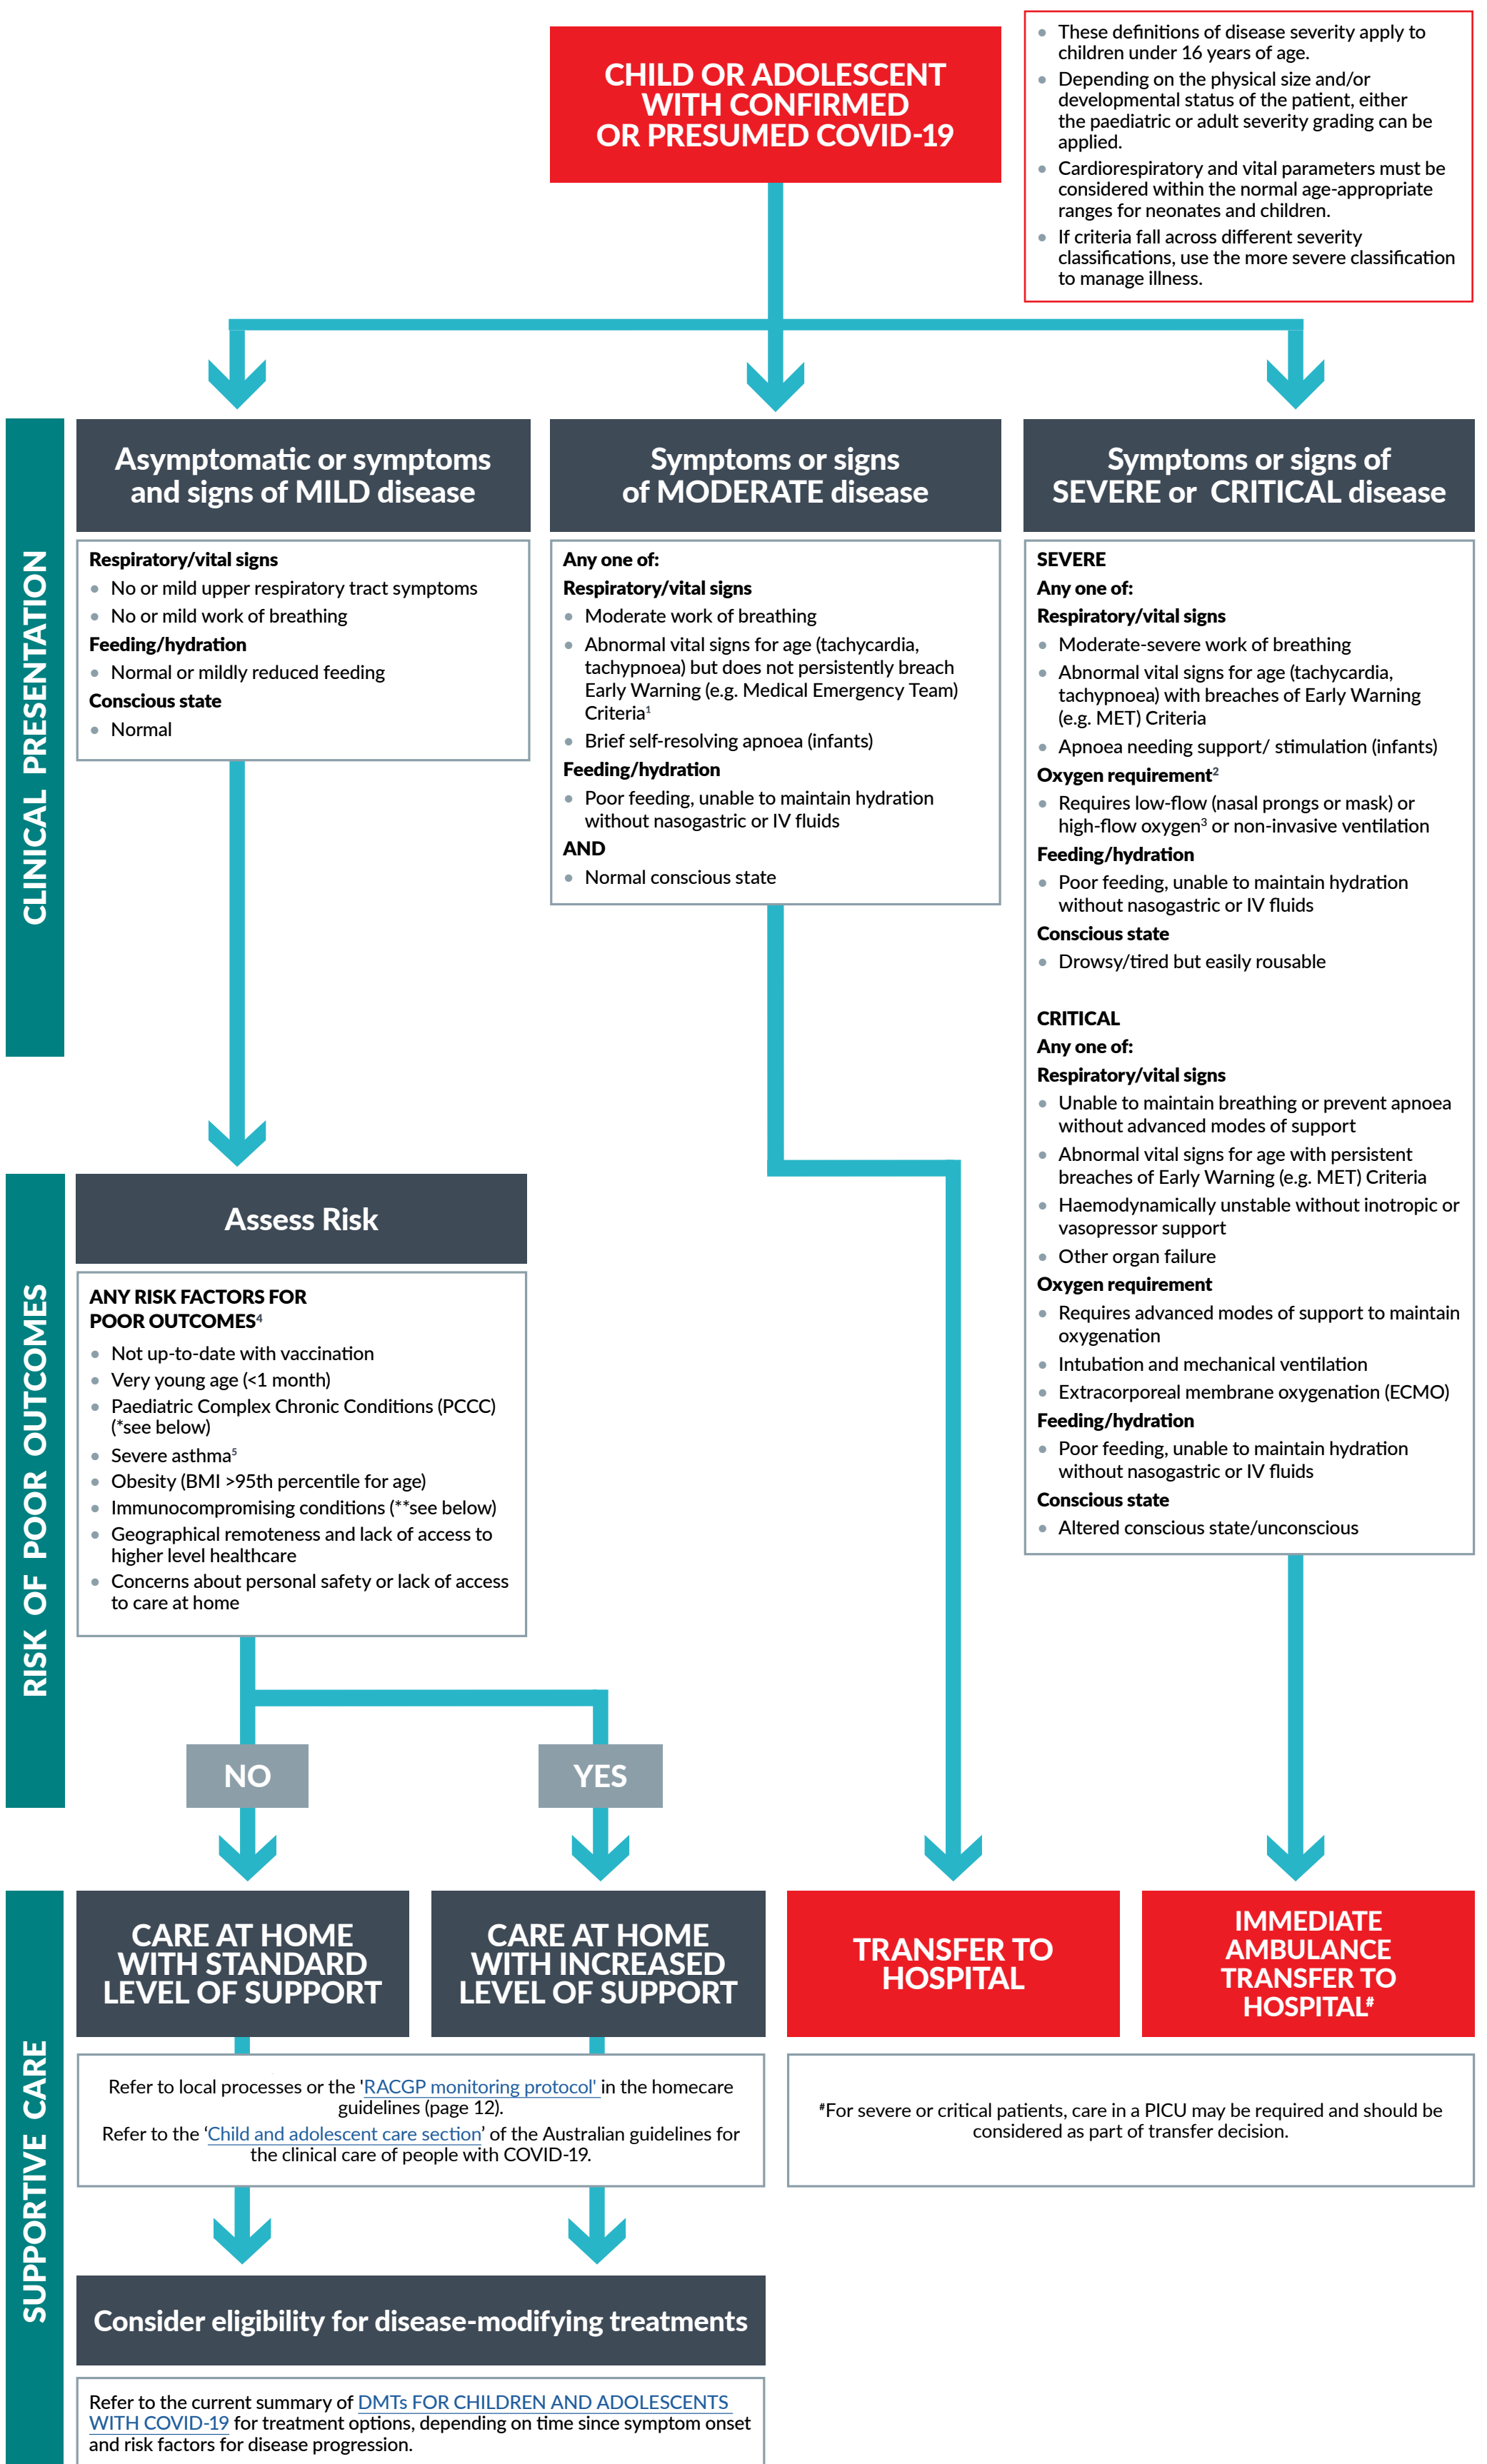 CHILD OR ADOLESCENT
WITH CONFIRMED
OR PRESUMED COVID-19
• These definitions of disease severity apply to
children under 16 years of age.
• Depending on the physical size and/or
developmental status of the patient, either
the paediatric or adult severity grading can be
applied.
• Cardiorespiratory and vital parameters must be
considered within the normal age-appropriate
ranges for neonates and children.
• If criteria fall across different severity
classifications, use the more severe classification
to manage illness.
CLINICAL PRESENTATION
Asymptomatic or symptoms
and signs of MILD disease
Respiratory/vital signs
• No or mild upper respiratory tract symptoms
• No or mild work of breathing
Feeding/hydration
• Normal or mildly reduced feeding
Conscious state
• Normal
Symptoms or signs
of MODERATE disease
Any one of:
Respiratory/vital signs
• Moderate work of breathing
• Abnormal vital signs for age (tachycardia,
tachypnoea) but does not persistently breach
Early Warning (e.g. Medical Emergency Team)
Criteria¹
• Brief self-resolving apnoea (infants)
Feeding/hydration
• Poor feeding, unable to maintain hydration
without nasogastric or IV fluids
AND
• Normal conscious state
Symptoms or signs of
SEVERE or CRITICAL disease
SEVERE
Any one of:
Respiratory/vital signs
• Moderate-severe work of breathing
• Abnormal vital signs for age (tachycardia,
tachypnoea) with breaches of Early Warning
(e.g. MET) Criteria
• Apnoea needing support/ stimulation (infants)
Oxygen requirement²
• Requires low-flow (nasal prongs or mask) or
high-flow oxygen³ or non-invasive ventilation
Feeding/hydration
• Poor feeding, unable to maintain hydration
without nasogastric or IV fluids
Conscious state
• Drowsy/tired but easily rousable
CRITICAL
Any one of:
Respiratory/vital signs
• Unable to maintain breathing or prevent apnoea
without advanced modes of support
• Abnormal vital signs for age with persistent
breaches of Early Warning (e.g. MET) Criteria
• Haemodynamically unstable without inotropic or
vasopressor support
• Other organ failure
Oxygen requirement
• Requires advanced modes of support to maintain
oxygenation
• Intubation and mechanical ventilation
• Extracorporeal membrane oxygenation (ECMO)
Feeding/hydration
• Poor feeding, unable to maintain hydration
without nasogastric or IV fluids
Conscious state
• Altered conscious state/unconscious
RISK OF POOR OUTCOMES
Assess Risk
ANY RISK FACTORS FOR
POOR OUTCOMES⁴
• Not up-to-date with vaccination
• Very young age (<1 month)
• Paediatric Complex Chronic Conditions (PCCC)
(*see below)
• Severe asthma⁵
• Obesity (BMI >95th percentile for age)
• Immunocompromising conditions (**see below)
• Geographical remoteness and lack of access to
higher level healthcare
• Concerns about personal safety or lack of access
to care at home
NO
YES
SUPPORTIVE CARE
CARE AT HOME
WITH STANDARD
LEVEL OF SUPPORT
CARE AT HOME
WITH INCREASED
LEVEL OF SUPPORT
TRANSFER TO
HOSPITAL
IMMEDIATE
AMBULANCE
TRANSFER TO
HOSPITAL#
Refer to local processes or the 'RACGP monitoring protocol' in the homecare
guidelines (page 12).
Refer to the ‘Child and adolescent care section’ of the Australian guidelines for
the clinical care of people with COVID-19.
#For severe or critical patients, care in a PICU may be required and should be
considered as part of transfer decision.
Consider eligibility for disease-modifying treatments
Refer to the current summary of DMTs FOR CHILDREN AND ADOLESCENTS
WITH COVID-19 for treatment options, depending on time since symptom onset
and risk factors for disease progression.